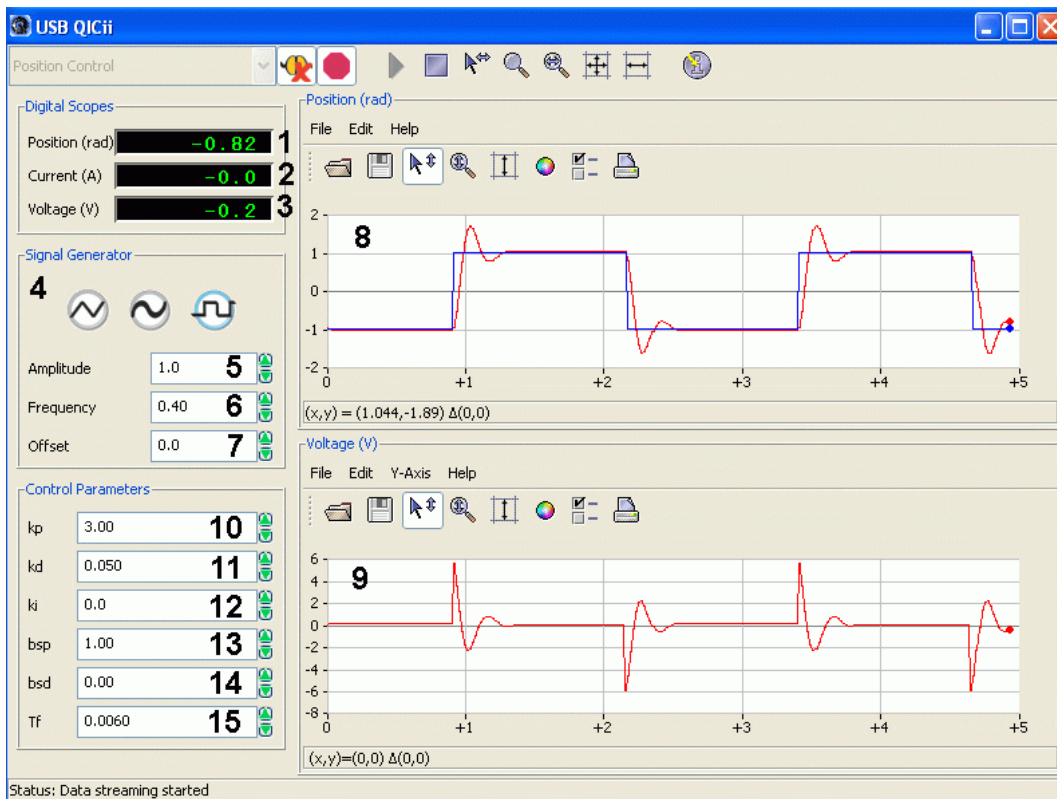 USB QICii
Position Control
Digital Scopes
Position (rad) -0.82 1
Current (A) -0.0 2
Voltage (V) -0.2 3
Signal Generator
4
Amplitude 1.0 5
Frequency 0.40 6
Offset 0.0 7
Control Parameters
kp 3.00 10
kd 0.050 11
ki 0.0 12
bsp 1.00 13
bsd 0.00 14
Tf 0.0060 15
Position (rad)
File Edit Help
8
2
1
0
-1
-2
0 +1 +2 +3 +4 +5
(x,y) = (1.044,-1.89) Δ(0,0)
Voltage (V)
File Edit Y-Axis Help
9
6
4
2
0
-2
-4
-6
-8
0 +1 +2 +3 +4 +5
(x,y)=(0,0) Δ(0,0)
Status: Data streaming started